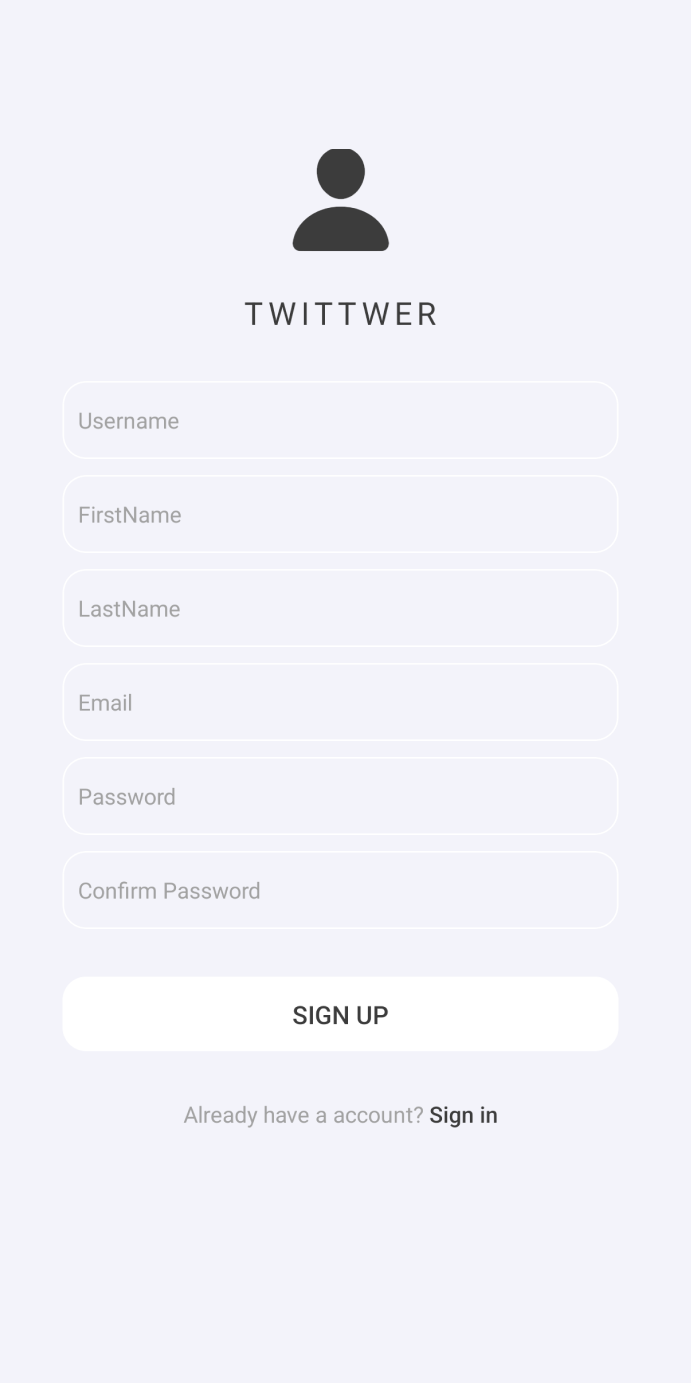 TWITTWER
Username
FirstName
LastName
Email
Password
Confirm Password
SIGN UP
Already have a account? Sign in